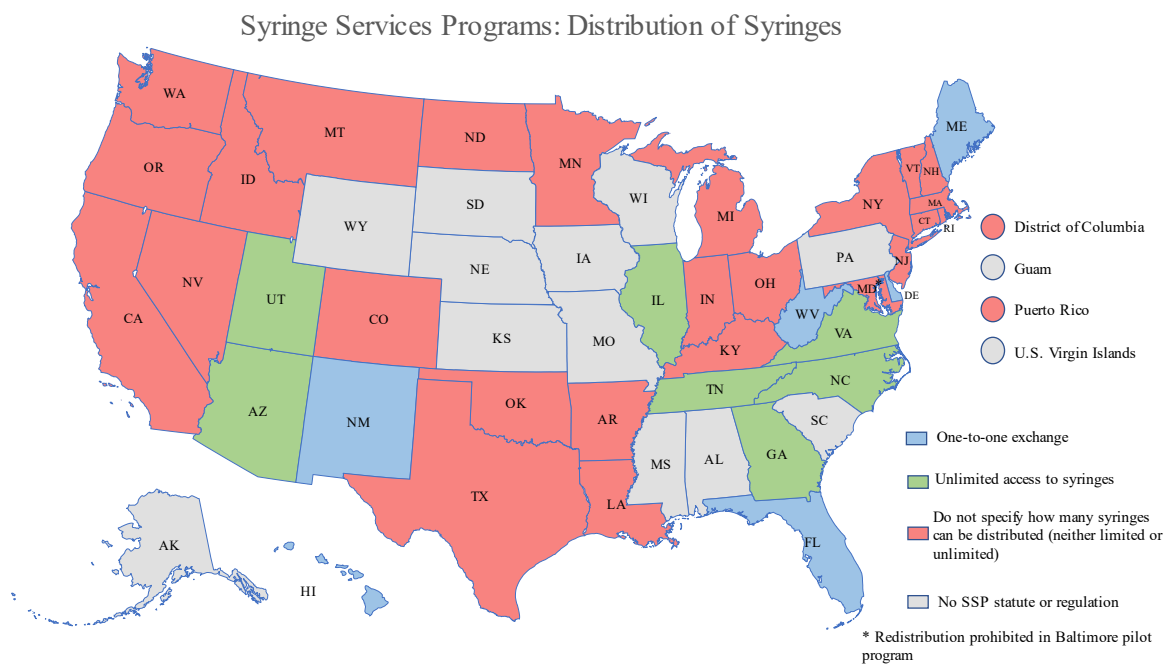 Syringe Services Programs: Distribution of Syringes
WA
MT
ND
MN
ME
OR
ID
VT
NH
WI
SD
MI
NY
MA
CT
RI
WY
District of Columbia
NE
IA
PA
NJ
Guam
NV
UT
IL
IN
OH
MD*
DE
CO
CA
Puerto Rico
WV
VA
KS
MO
KY
U.S. Virgin Islands
NC
TN
AZ
NM
OK
AR
SC
One-to-one exchange
MS
AL
GA
Unlimited access to syringes
TX
LA
Do not specify how many syringes
can be distributed (neither limited or
unlimited)
AK
FL
HI
No SSP statute or regulation
* Redistribution prohibited in Baltimore pilot
program